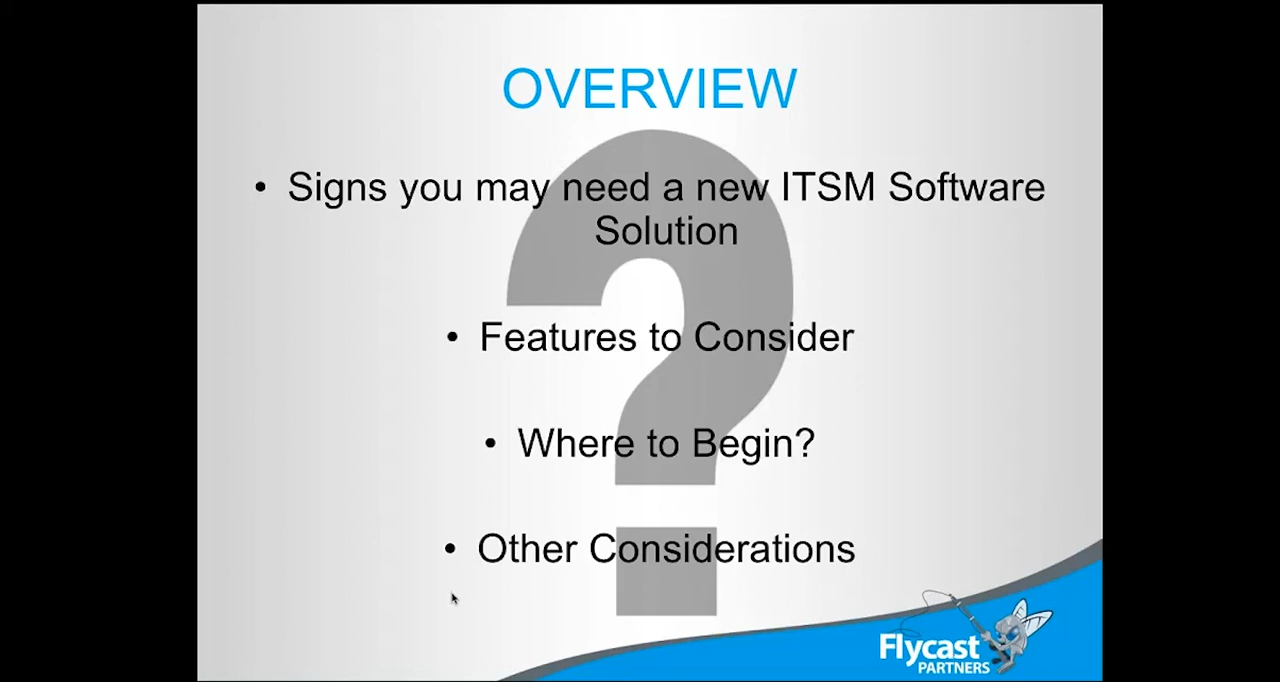 OVERVIEW
• Signs you may need a new ITSM Software
Solution
• Features to Consider
• Where to Begin?
• Other Considerations
Flycast
PARTNERS